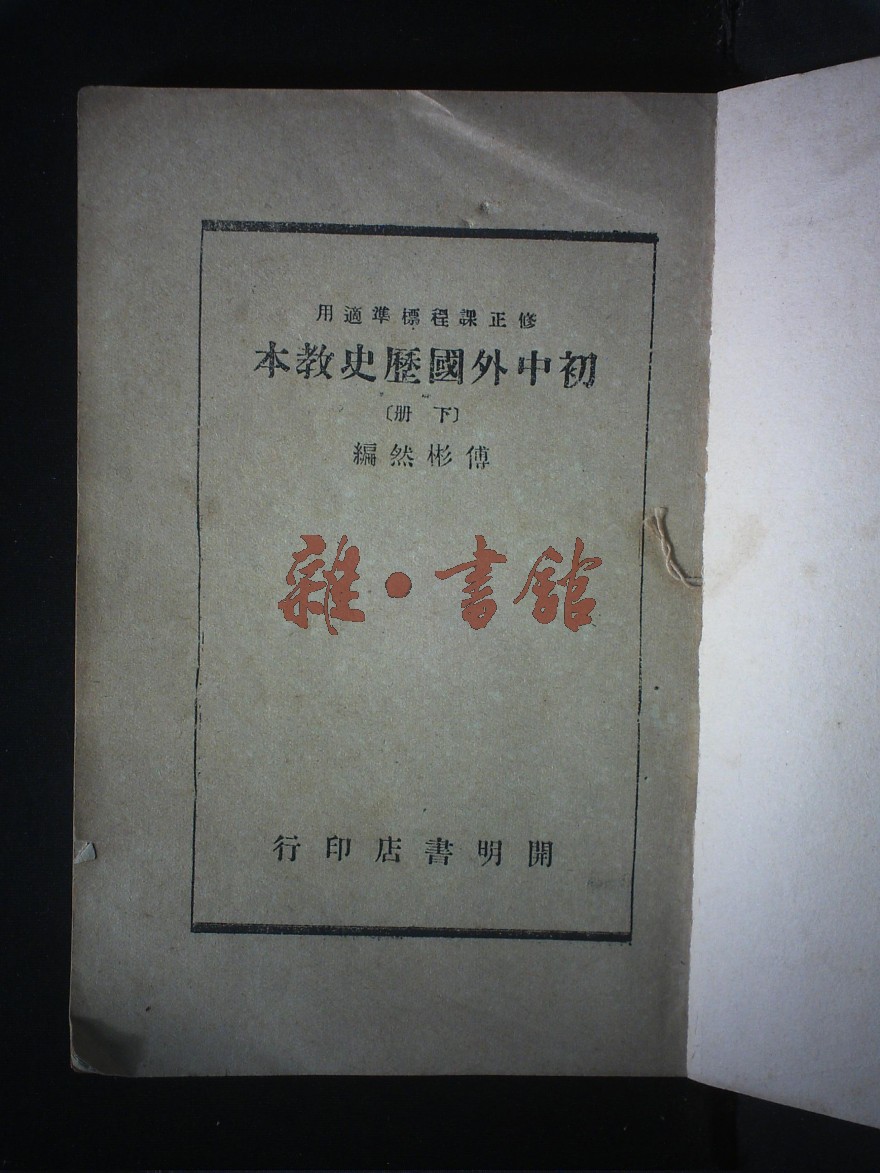 修正課程標準適用
初中外國歷史教本
〔下冊〕
傅彬然編
雜·書館
開明書店印行